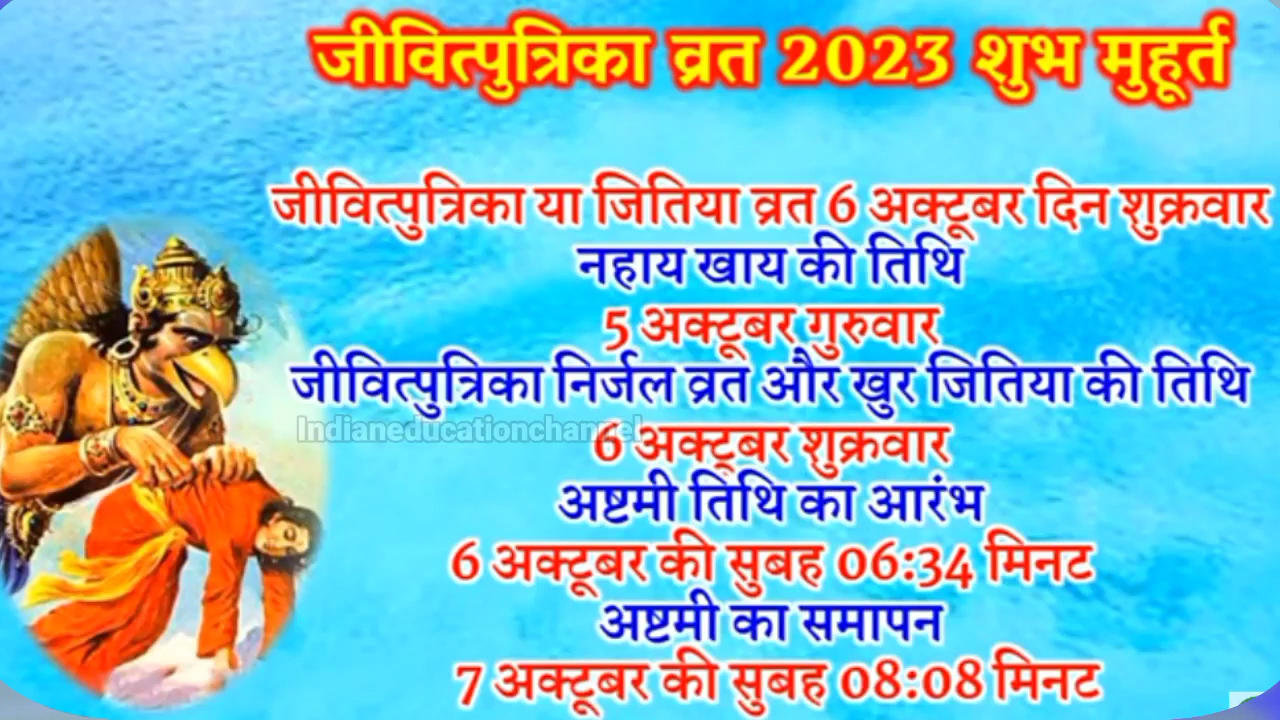 जीवित्पुत्रिका व्रत 2023 शुभ मुहूर्त
जीवित्पुत्रिका या जितिया व्रत 6 अक्टूबर दिन शुक्रवार
नहाय खाय की तिथि
5 अक्टूबर गुरुवार
जीवित्पुत्रिका निर्जल व्रत और खुर जितिया की तिथि
Indianeducationchannel
6 अक्टूबर शुक्रवार
अष्टमी तिथि का आरंभ
6 अक्टूबर की सुबह 06:34 मिनट
अष्टमी का समापन
7 अक्टूबर की सुबह 08:08 मिनट